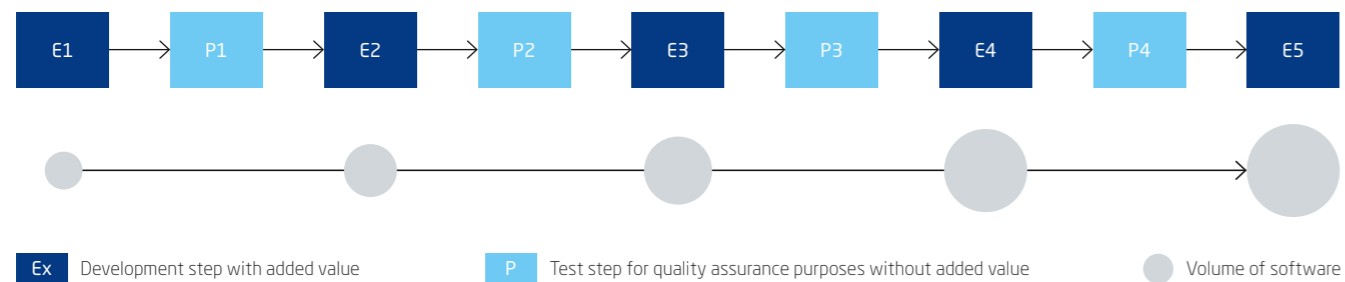 E1 P1 E2 P2 E3 P3 E4 P4 E5
Ex Development step with added value P Test step for quality assurance purposes without added value Volume of software